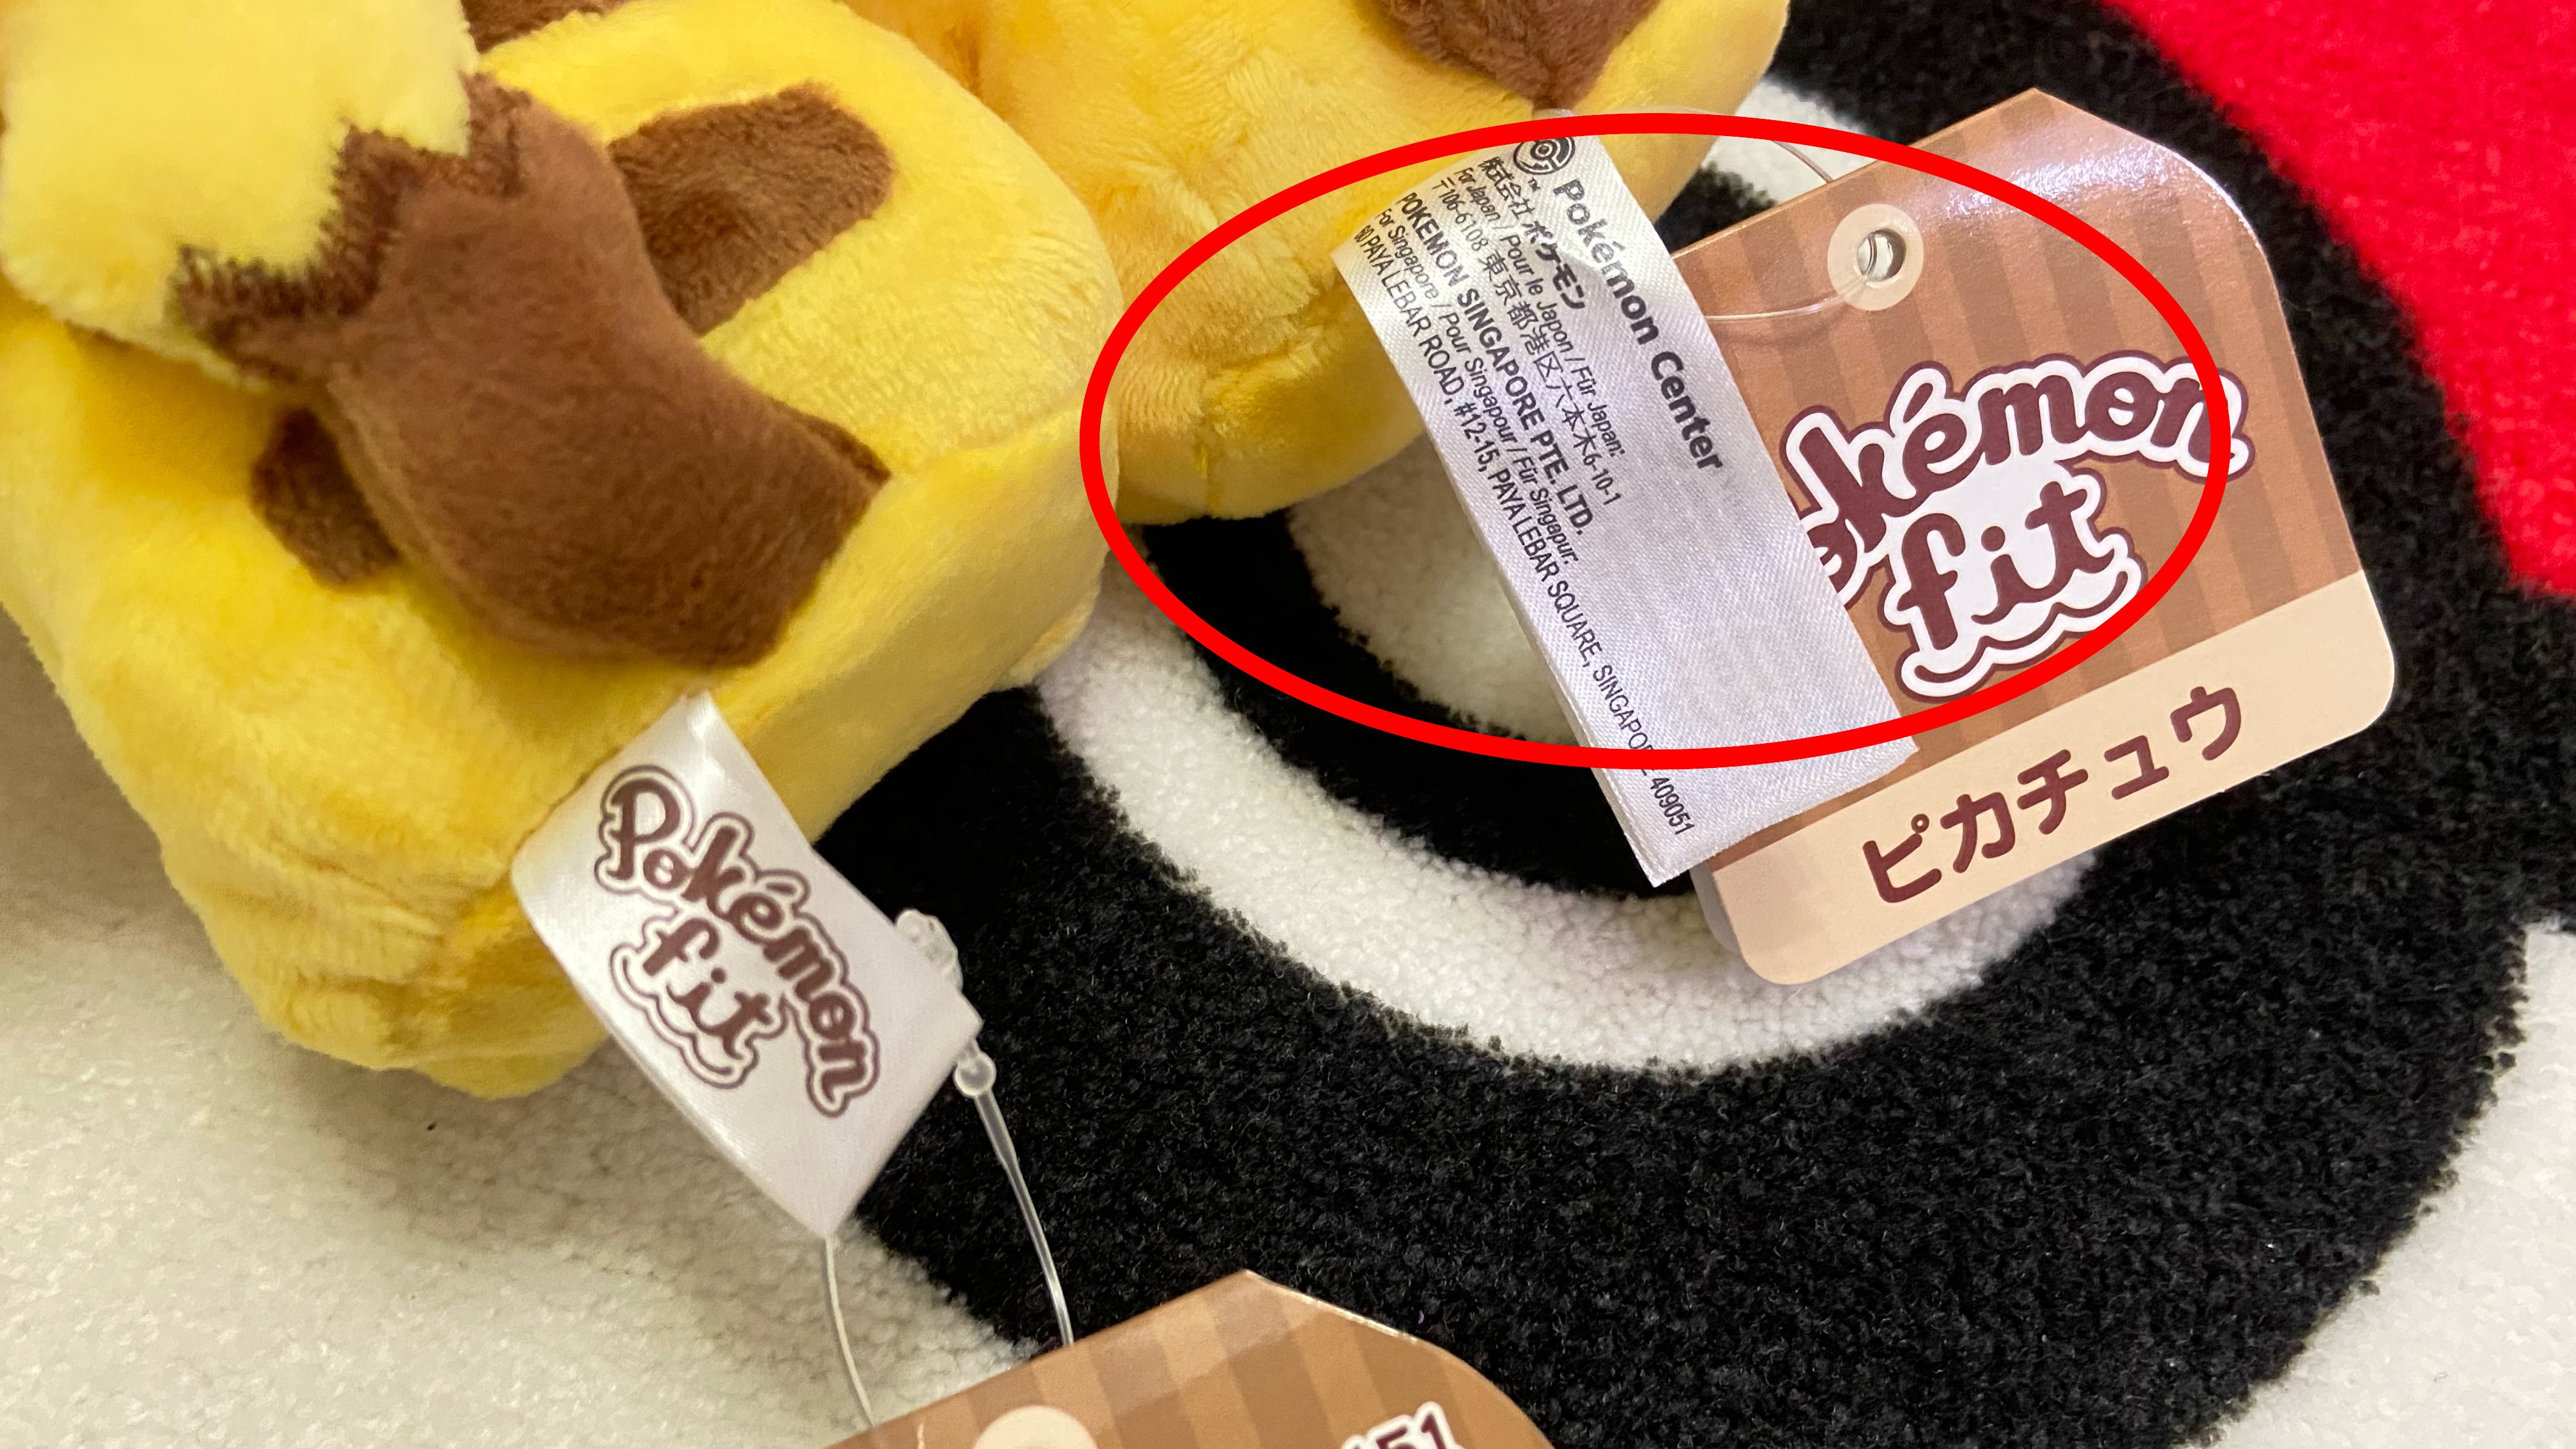 Pokémon Center
株式会社ポケモン
For Japan / Pour le Japon / Für Japan:
〒106-6108 東京都港区六本木6-10-1
POKEMON SINGAPORE PTE. LTD.
For Singapore / Pour Singapour / Für Singapur:
60 PAYA LEBAR ROAD, #12-15, PAYA LEBAR SQUARE, SINGAPORE 409051
okémon
fit
ピカチュウ
Pokémon
fit
151